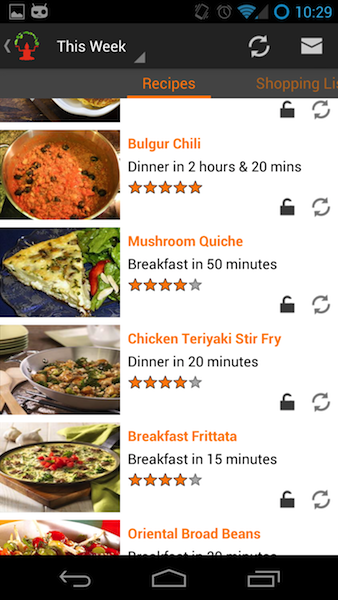 10:29
This Week
Recipes
Shopping Lis
Bulgur Chili
Dinner in 2 hours & 20 mins
Mushroom Quiche
Breakfast in 50 minutes
Chicken Teriyaki Stir Fry
Dinner in 20 minutes
Breakfast Frittata
Breakfast in 15 minutes
Oriental Broad Beans